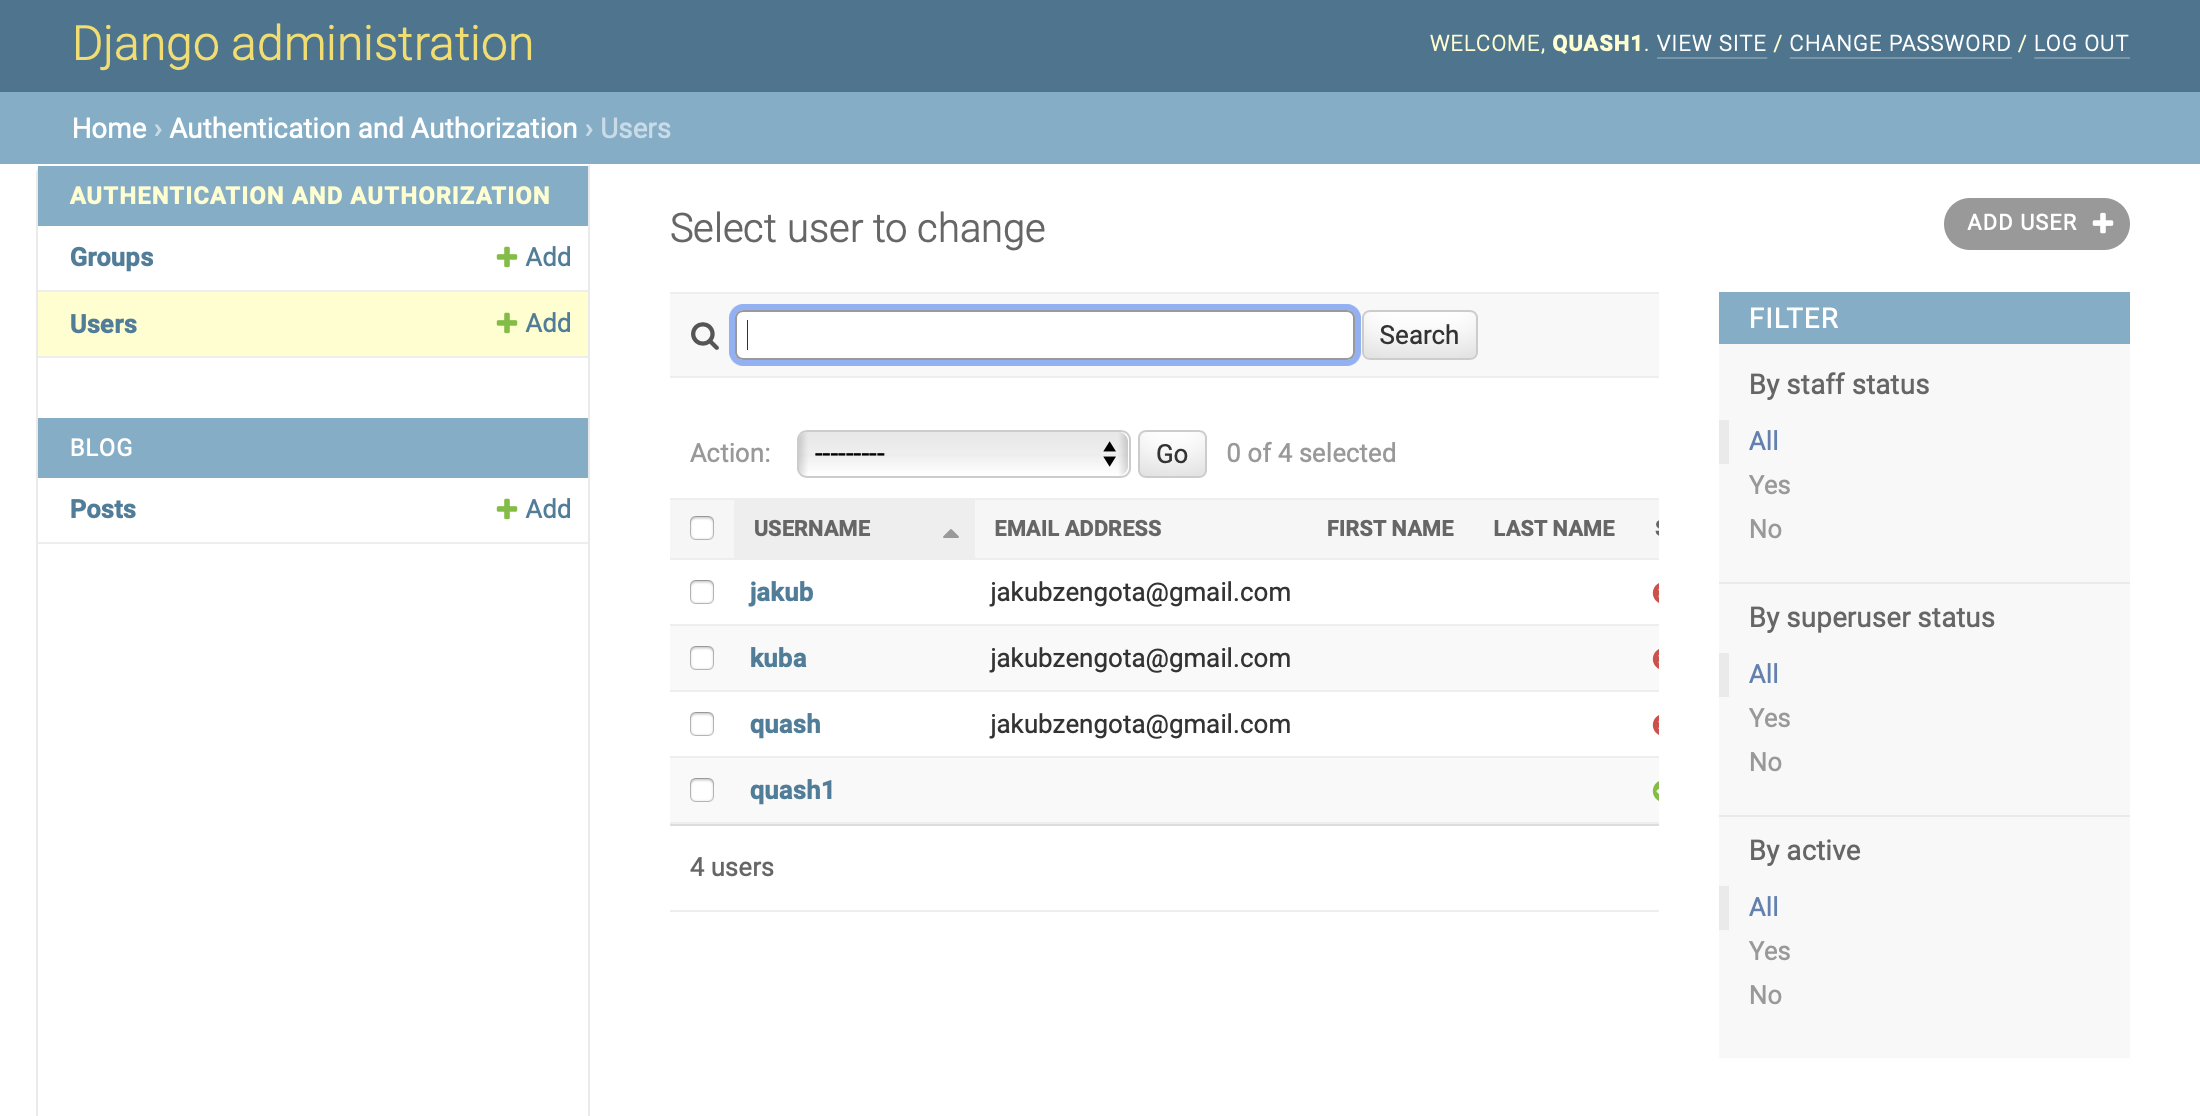 Django administration
WELCOME, QUASH1. VIEW SITE / CHANGE PASSWORD / LOG OUT
Home › Authentication and Authorization › Users
AUTHENTICATION AND AUTHORIZATION
Groups + Add
Users + Add
BLOG
Posts + Add
Select user to change
ADD USER +
Search
Action: --------- Go 0 of 4 selected
USERNAME EMAIL ADDRESS FIRST NAME LAST NAME
jakub jakubzengota@gmail.com
kuba jakubzengota@gmail.com
quash jakubzengota@gmail.com
quash1
4 users
FILTER
By staff status
All
Yes
No
By superuser status
All
Yes
No
By active
All
Yes
No